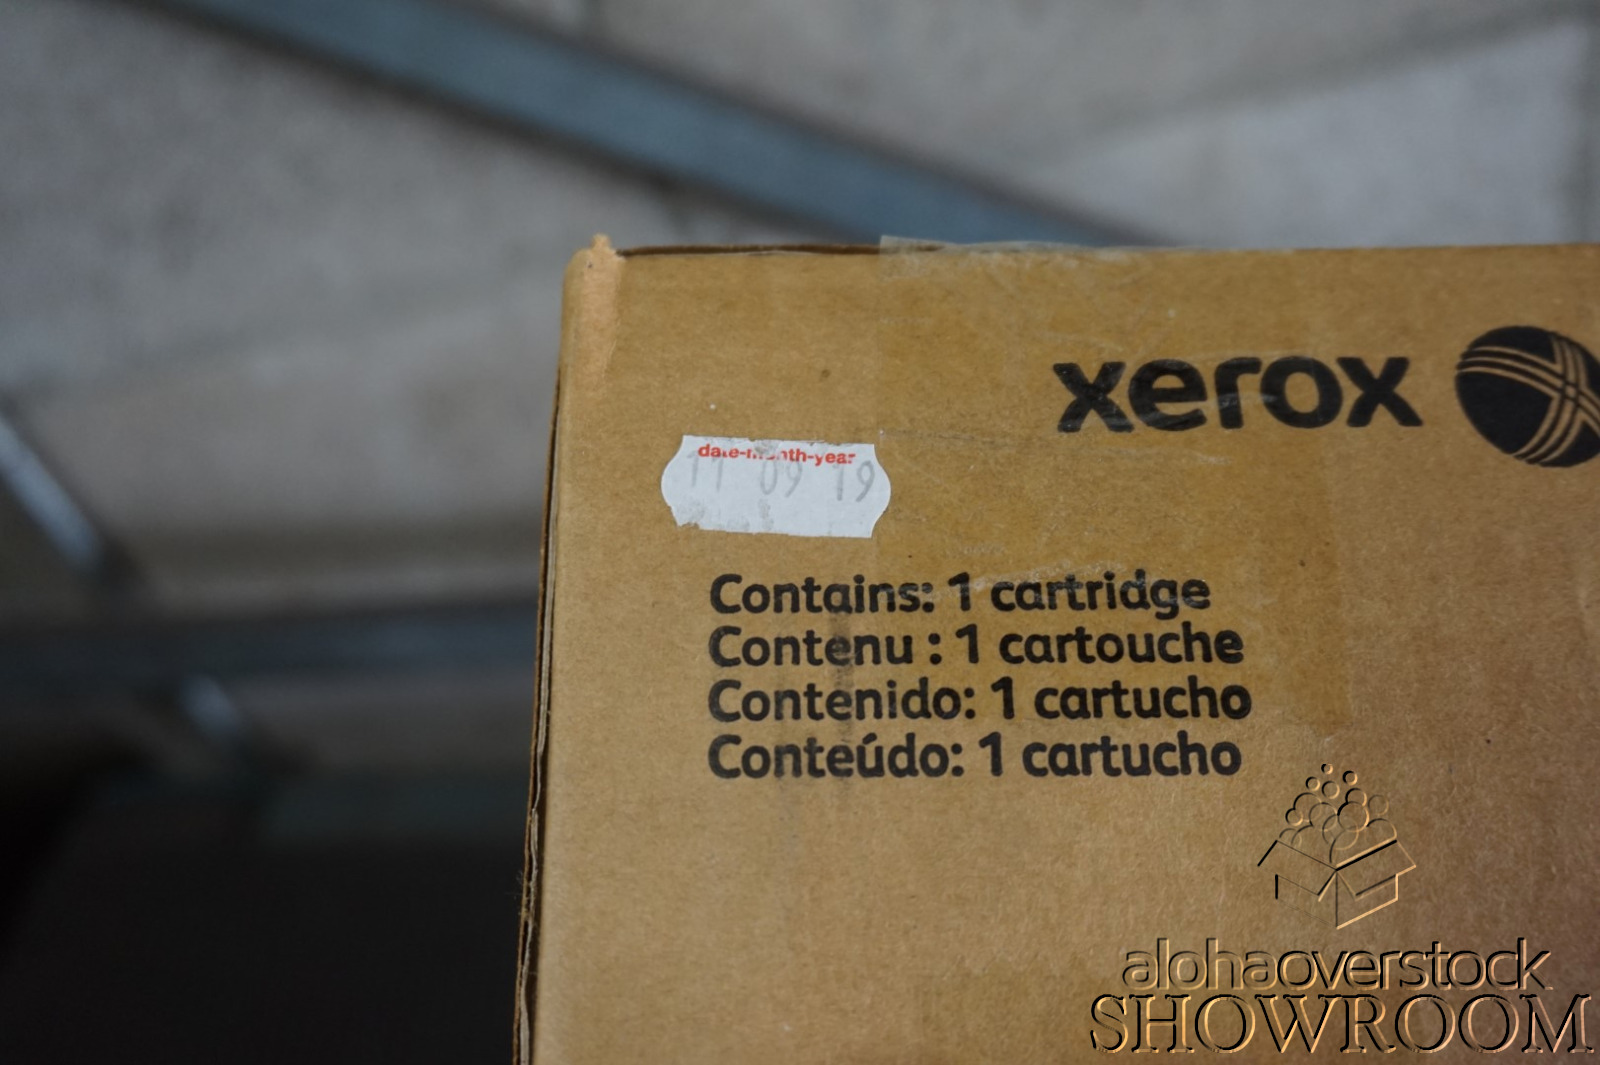 xerox
date-month-year
11 09 19
Contains: 1 cartridge
Contenu : 1 cartouche
Contenido: 1 cartucho
Conteúdo: 1 cartucho
alohaoverstock
SHOWROOM